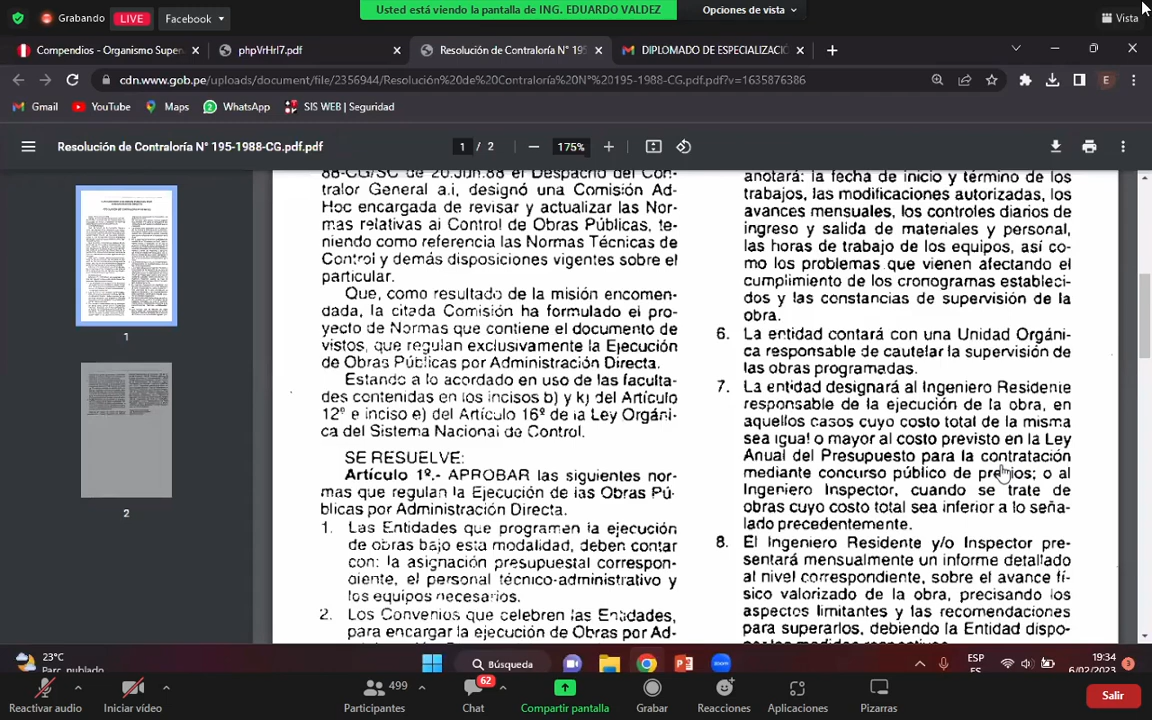 Grabando
LIVE
Facebook
Usted está viendo la pantalla de ING. EDUARDO VALDEZ
Opciones de vista
Vista
Compendios - Organismo Super
phpVrHrI7.pdf
Resolución de Contraloría N° 19
DIPLOMADO DE ESPECIALIZACI
cdn.www.gob.pe/uploads/document/file/2356944/Resolución%20de%20Contraloría%20N°%20195-1988-CG.pdf.pdf?v=1635876386
E
Gmail
YouTube
Maps
WhatsApp
SIS WEB | Seguridad
Resolución de Contraloría N° 195-1988-CG.pdf.pdf
1 / 2
175%
1
2
88-CG/SC de 20.Jun.88 el Despacho del Con-
tralor General a.i, designó una Comisión Ad-
Hoc encargada de revisar y actualizar las Nor-
mas relativas al Control de Obras Públicas, te-
niendo como referencia las Normas Técnicas de
Control y demás disposiciones vigentes sobre el
particular.
Que, como resultado de la misión encomen-
dada, la citada Comisión ha formulado el pro-
yecto de Normas que contiene el documento de
vistos, que regulan exclusivamente la Ejecución
de Obras Públicas por Administración Directa.
Estando a lo acordado en uso de las faculta-
des contenidas en los incisos b) y k) del Artículo
12º e inciso e) del Artículo 16º de la Ley Orgáni-
ca del Sistema Nacional de Control.
SE RESUELVE:
Artículo 1º.- APROBAR las siguientes nor-
mas que regulan la Ejecución de las Obras Pú-
blicas por Administración Directa.
1. Las Entidades que programen la ejecución
de obras bajo esta modalidad, deben contar
con: la asignación presupuestal correspon-
diente, el personal técnico-administrativo y
los equipos necesarios.
2. Los Convenios que celebren las Entidades,
para encargar la ejecución de Obras por Ad-
anotará: la fecha de inicio y término de los
trabajos, las modificaciones autorizadas, los
avances mensuales, los controles diarios de
ingreso y salida de materiales y personal,
las horas de trabajo de los equipos, así co-
mo los problemas que vienen afectando el
cumplimiento de los cronogramas estableci-
dos y las constancias de supervisión de la
obra.
6. La entidad contará con una Unidad Orgáni-
ca responsable de cautelar la supervisión de
las obras programadas.
7. La entidad designará al Ingeniero Residente
responsable de la ejecución de la obra, en
aquellos casos cuyo costo total de la misma
sea igual o mayor al costo previsto en la Ley
Anual del Presupuesto para la contratación
mediante concurso público de precios; o al
Ingeniero Inspector, cuando se trate de
obras cuyo costo total sea inferior a lo seña-
lado precedentemente.
8. El Ingeniero Residente y/o Inspector pre-
sentará mensualmente un informe detallado
al nivel correspondiente, sobre el avance fí-
sico valorizado de la obra, precisando los
aspectos limitantes y las recomendaciones
para superarlos, debiendo la Entidad dispo-
23°C
Parc. nublado
Búsqueda
ESP
ES
19:34
6/02/2023
3
Reactivar audio
Iniciar vídeo
499
Participantes
62
Chat
Compartir pantalla
Grabar
Reacciones
Aplicaciones
Pizarras
Salir